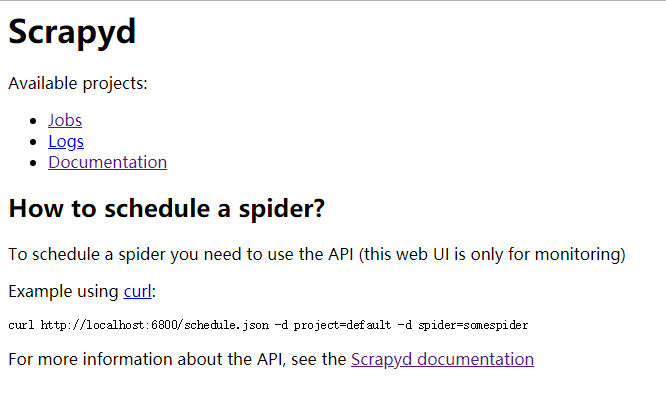 Scrapyd
Available projects:
Jobs
Logs
Documentation
How to schedule a spider?
To schedule a spider you need to use the API (this web UI is only for monitoring)
Example using curl:
curl http://localhost:6800/schedule.json -d project=default -d spider=somespider
For more information about the API, see the Scrapyd documentation